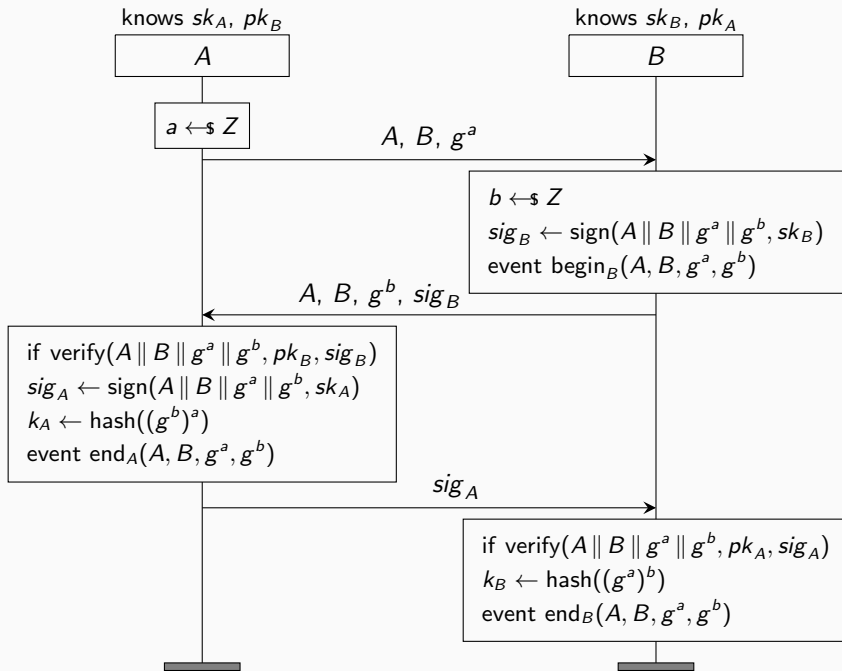 knows sk_A, pk_B
knows sk_B, pk_A
A
B
a ←$ Z
A, B, g^a
b ←$ Z
sig_B ← sign(A ∥ B ∥ g^a ∥ g^b, sk_B)
event begin_B(A, B, g^a, g^b)
A, B, g^b, sig_B
if verify(A ∥ B ∥ g^a ∥ g^b, pk_B, sig_B)
sig_A ← sign(A ∥ B ∥ g^a ∥ g^b, sk_A)
k_A ← hash((g^b)^a)
event end_A(A, B, g^a, g^b)
sig_A
if verify(A ∥ B ∥ g^a ∥ g^b, pk_A, sig_A)
k_B ← hash((g^a)^b)
event end_B(A, B, g^a, g^b)